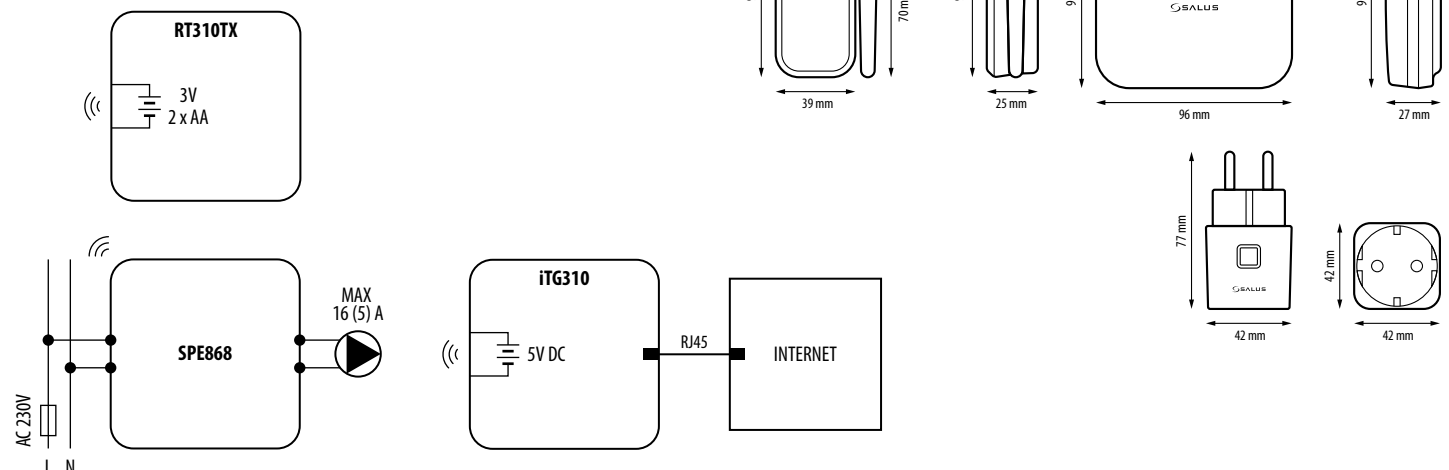 RT310TX
3V
2 x AA
SPE868
MAX
16 (5) A
AC 230V
L N
iTG310
5V DC
RJ45
INTERNET
39 mm
70 m
25 mm
SALUS
96 mm
27 mm
77 mm
SALUS
42 mm
42 mm
42 mm